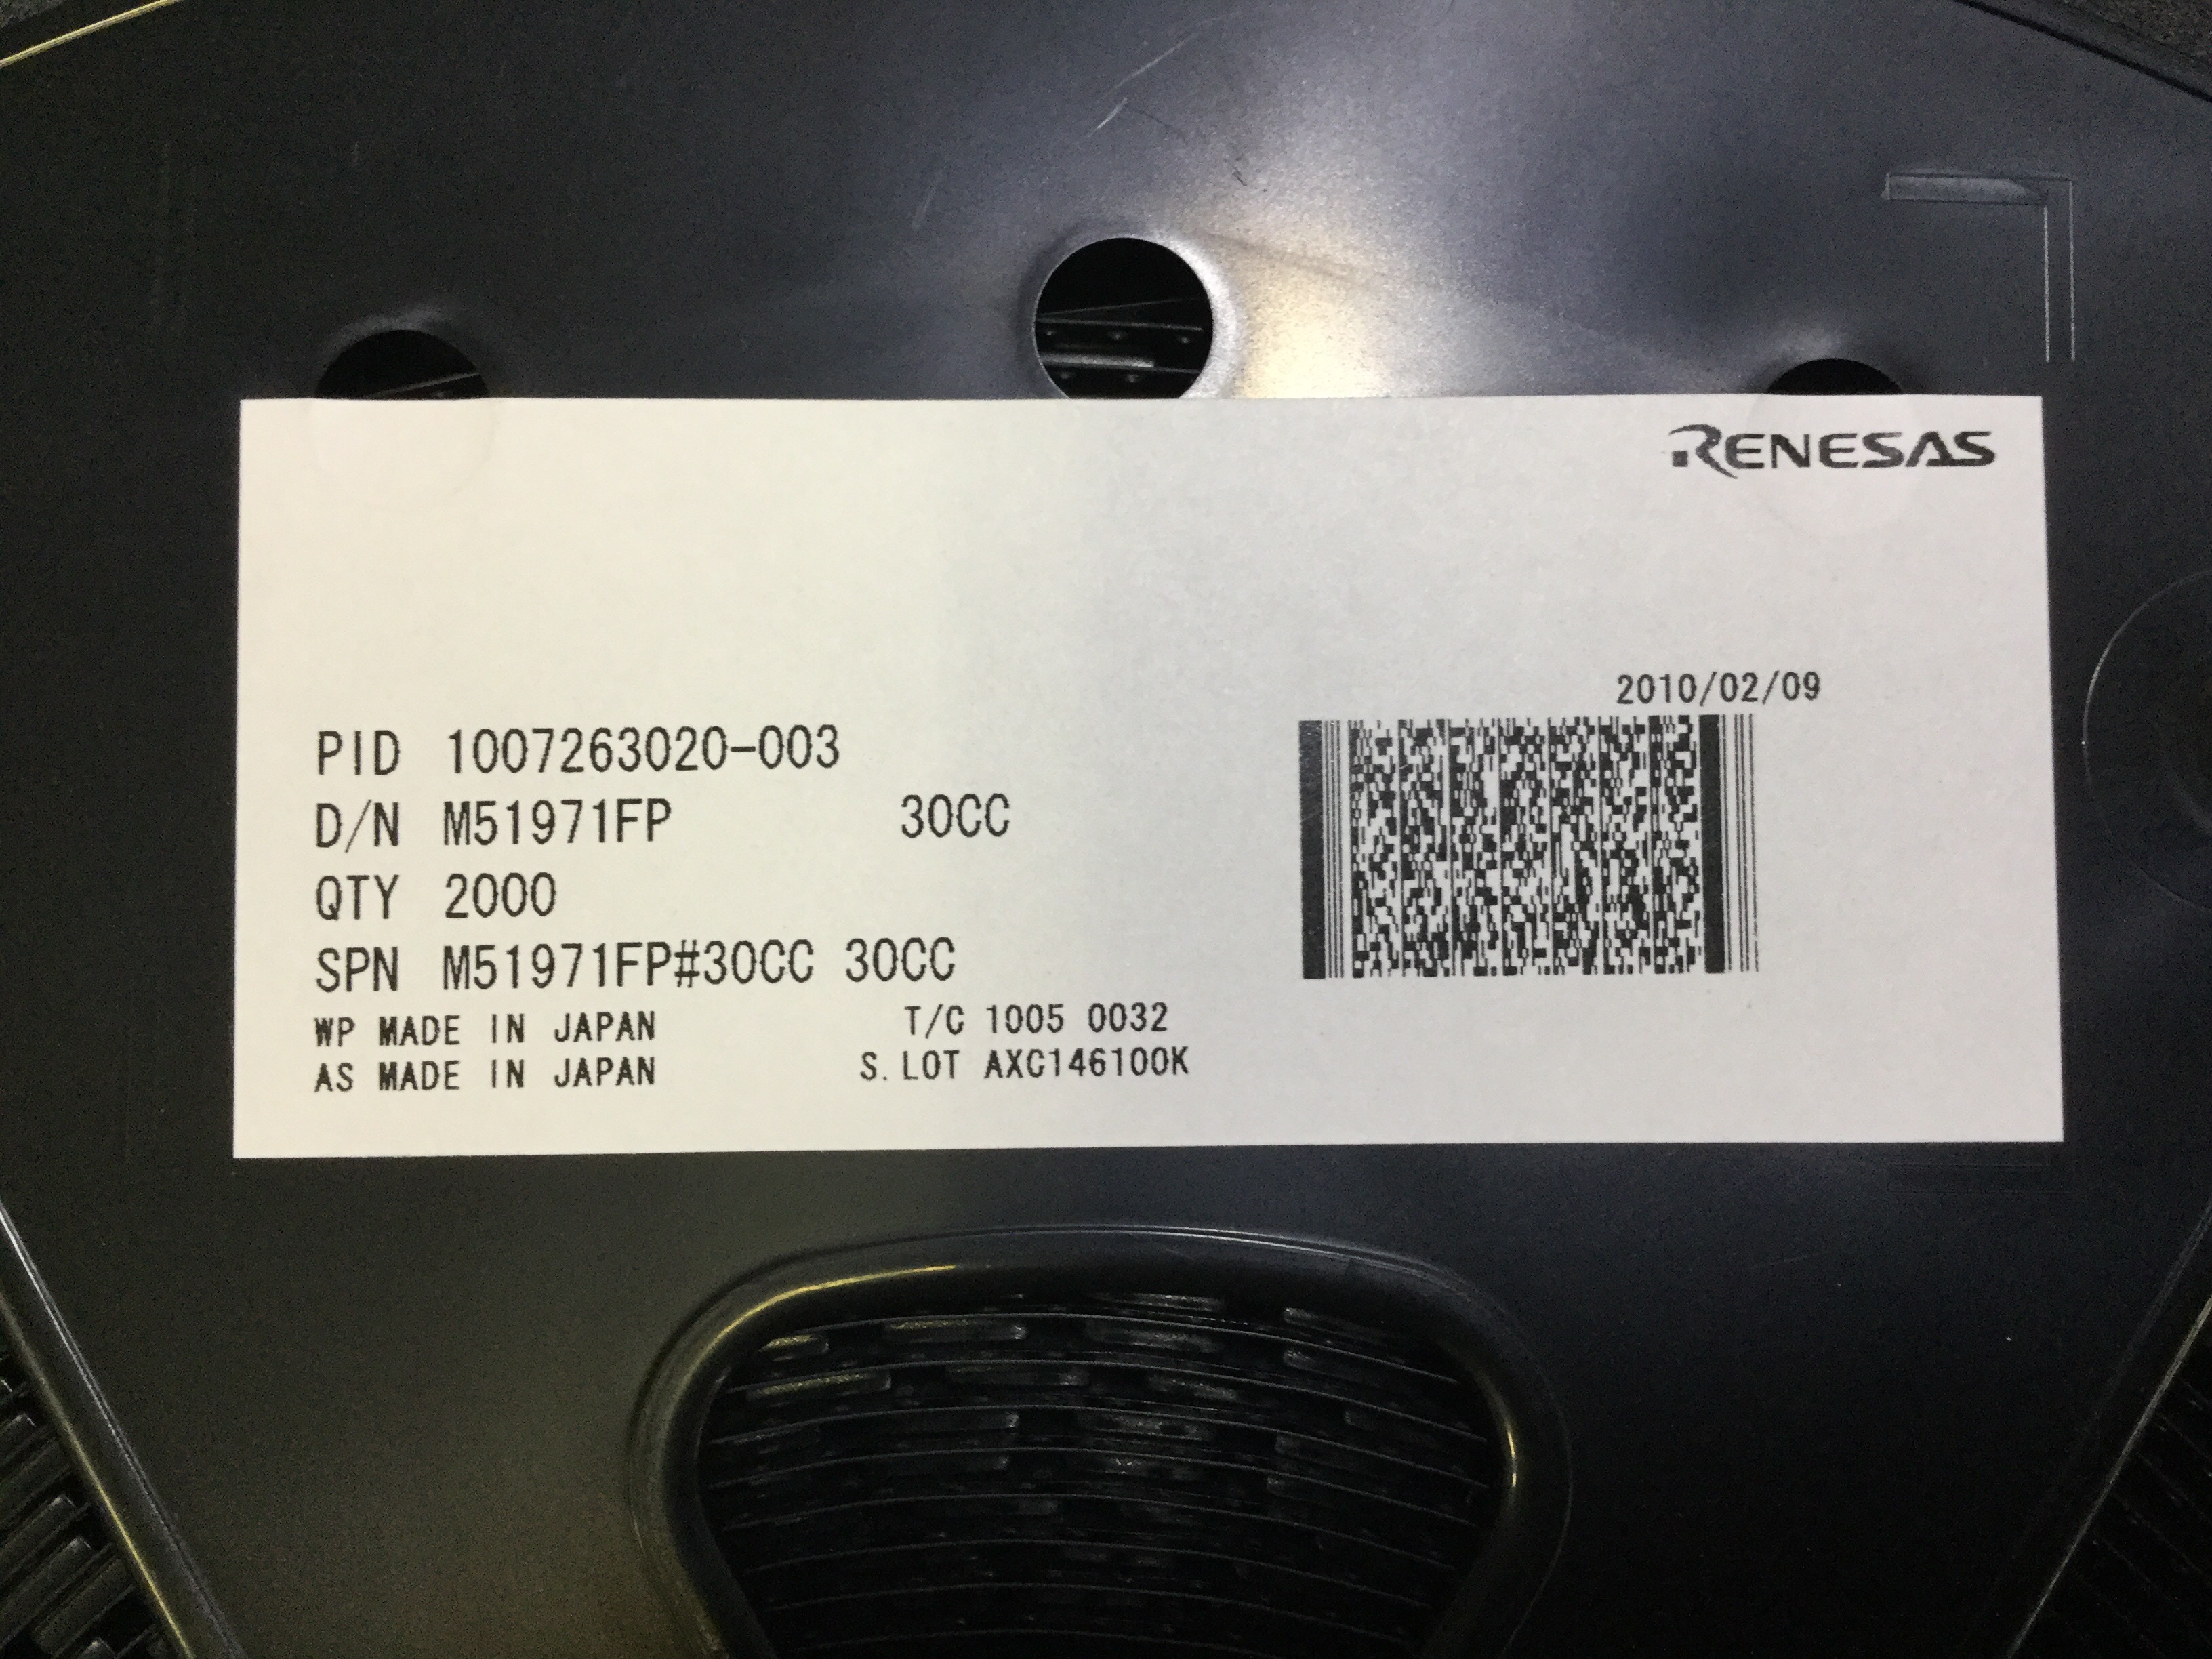 RENESAS
2010/02/09
PID 1007263020-003
D/N M51971FP 30CC
QTY 2000
SPN M51971FP#30CC 30CC
WP MADE IN JAPAN T/C 1005 0032
AS MADE IN JAPAN S.LOT AXC146100K